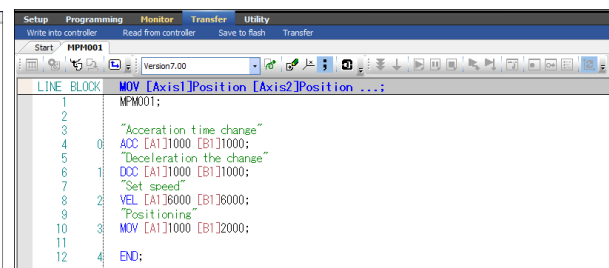 Setup Programming Monitor Transfer Utility
Write into controller Read from controller Save to flash Transfer
Start MPM001
Version7.00
LINE BLOCK MOV [Axis1]Position [Axis2]Position ...;
1 MPM001;
2
3 "Acceration time change"
4 0 ACC [A1]1000 [B1]1000;
5 "Deceleration the change"
6 1 DCC [A1]1000 [B1]1000;
7 "Set speed"
8 2 VEL [A1]6000 [B1]6000;
9 "Positioning"
10 3 MOV [A1]1000 [B1]2000;
11
12 4 END;